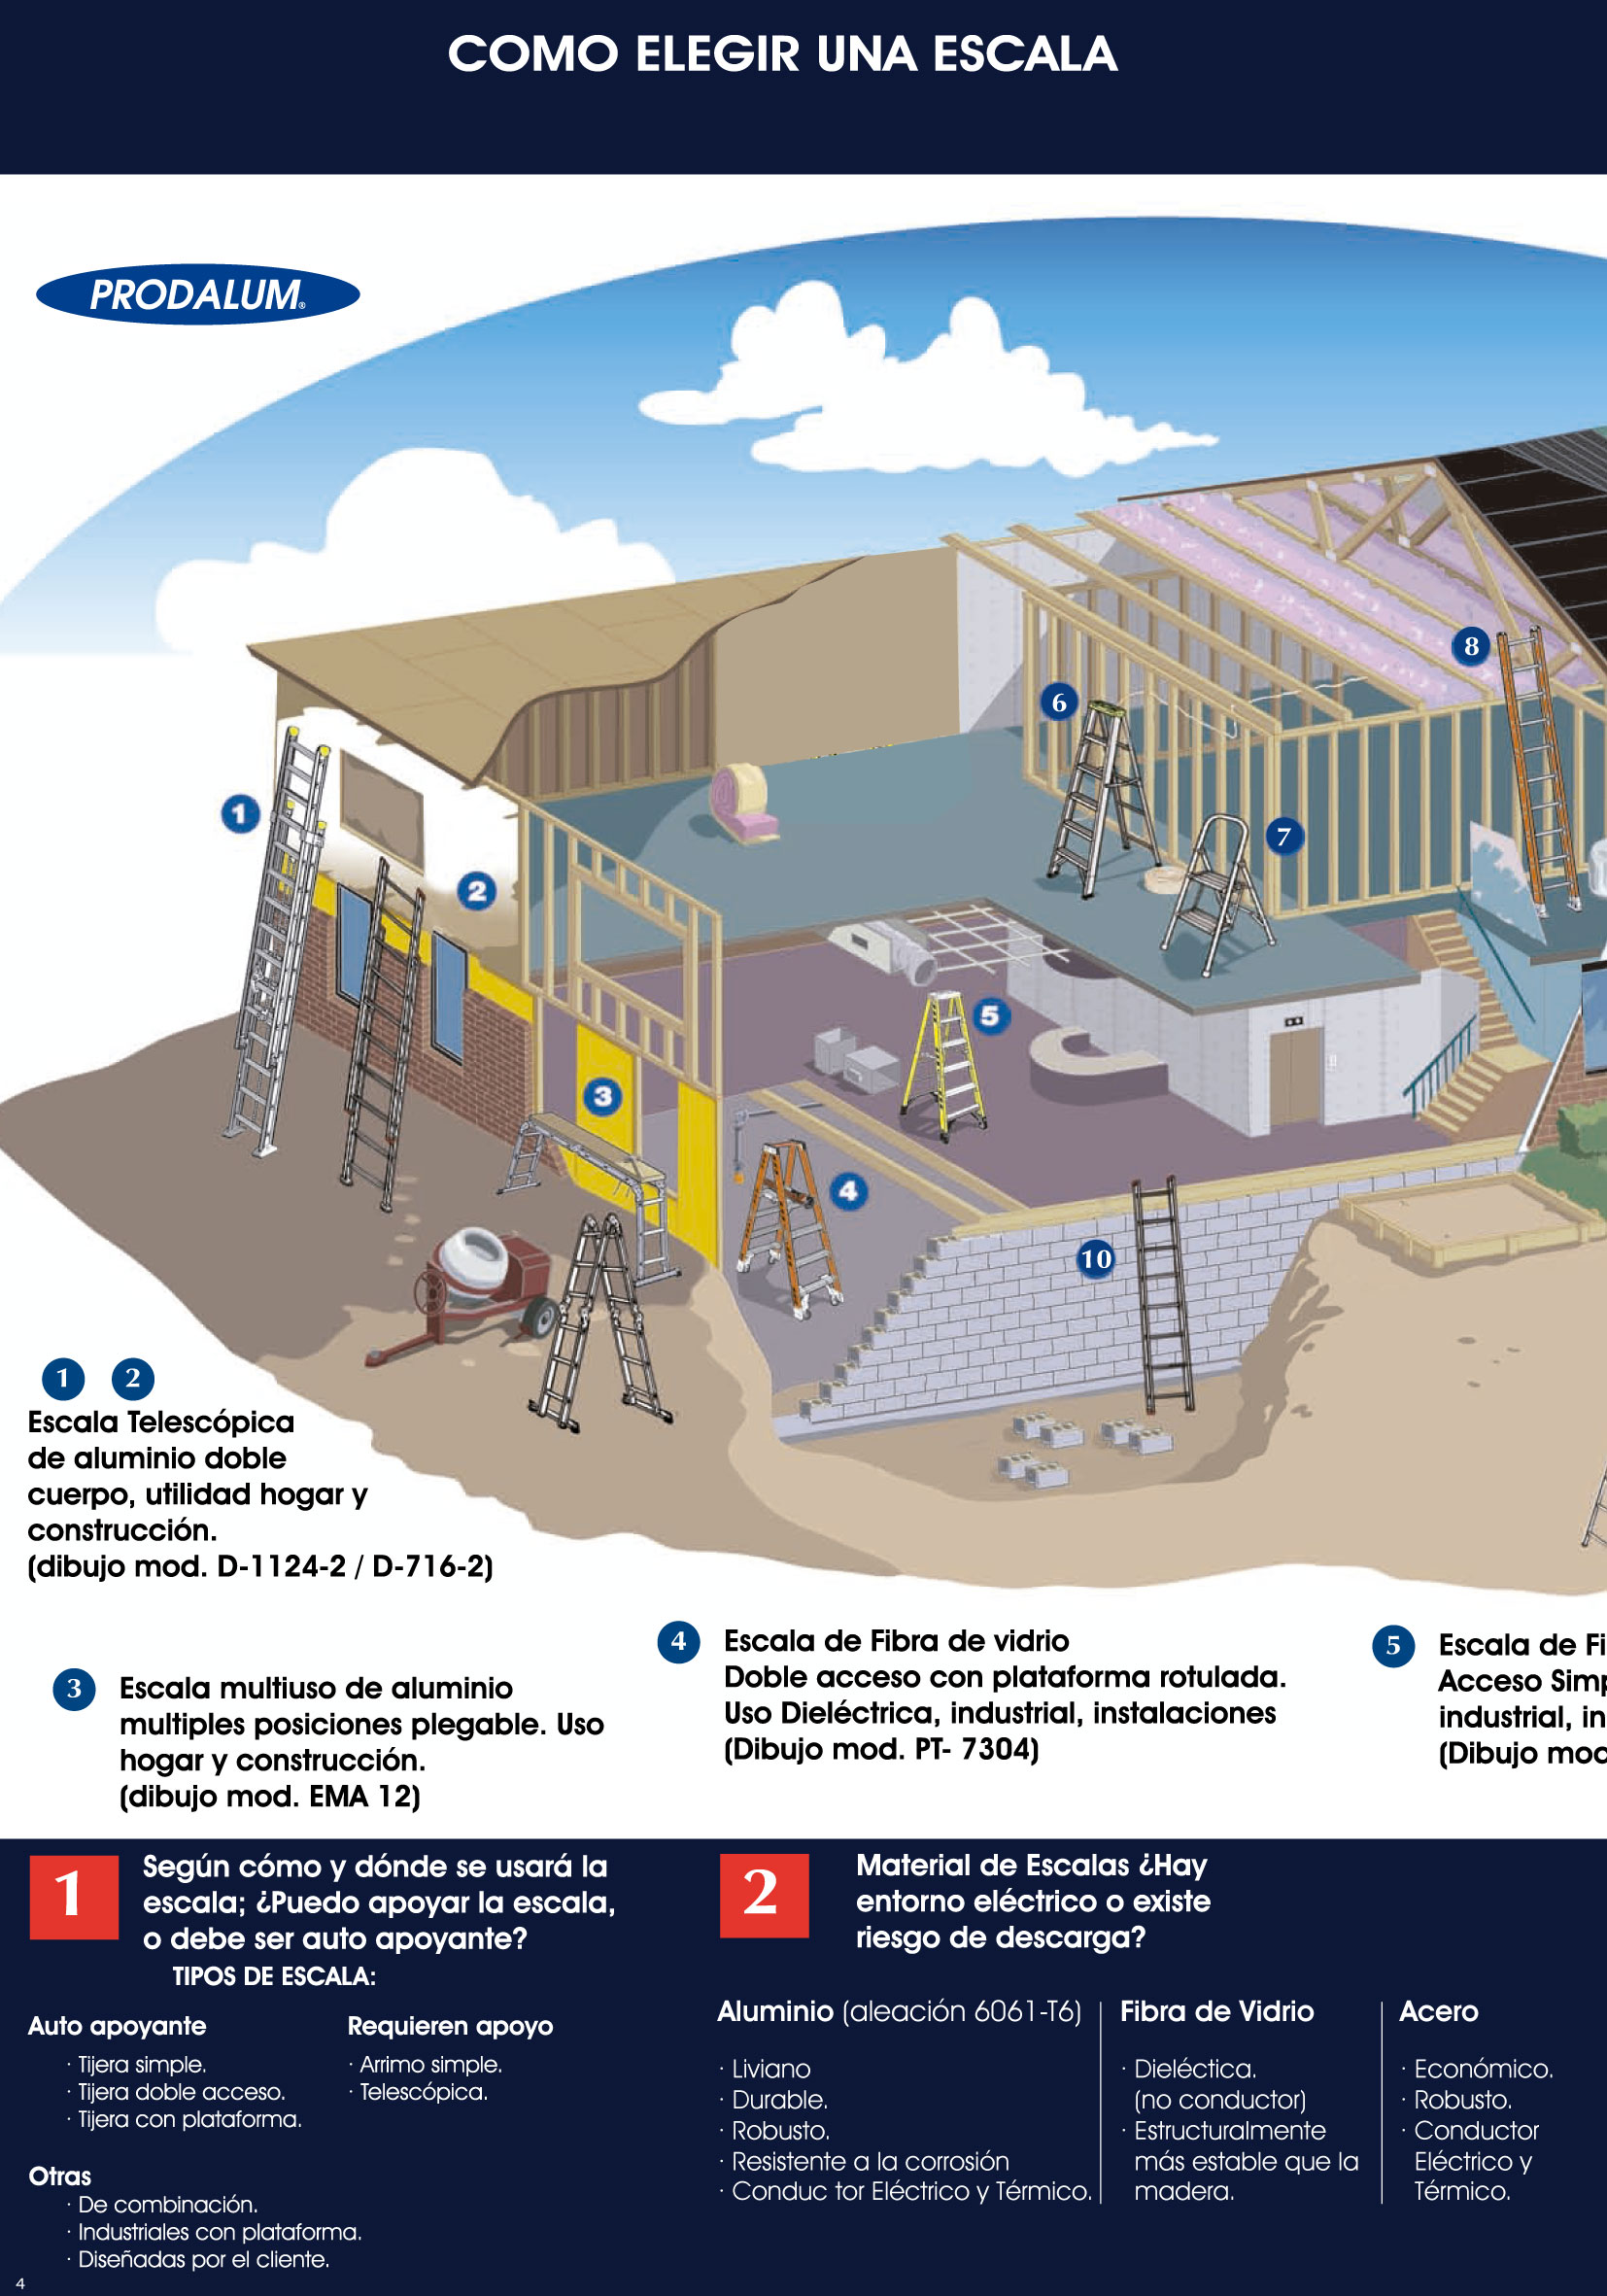 COMO ELEGIR UNA ESCALA
PRODALUM®
8
6
1
7
2
5
3
4
10
1 2
Escala Telescópica
de aluminio doble
cuerpo, utilidad hogar y
construcción.
(dibujo mod. D-1124-2 / D-716-2)
3
Escala multiuso de aluminio
multiples posiciones plegable. Uso
hogar y construcción.
(dibujo mod. EMA 12)
4
Escala de Fibra de vidrio
Doble acceso con plataforma rotulada.
Uso Dieléctrica, industrial, instalaciones
(Dibujo mod. PT- 7304)
5
Escala de Fi
Acceso Simp
industrial, in
(Dibujo mod
1
Según cómo y dónde se usará la
escala; ¿Puedo apoyar la escala,
o debe ser auto apoyante?
TIPOS DE ESCALA:
Auto apoyante
· Tijera simple.
· Tijera doble acceso.
· Tijera con plataforma.
Requieren apoyo
· Arrimo simple.
· Telescópica.
Otras
· De combinación.
· Industriales con plataforma.
· Diseñadas por el cliente.
2
Material de Escalas ¿Hay
entorno eléctrico o existe
riesgo de descarga?
Aluminio (aleación 6061-T6)
· Liviano
· Durable.
· Robusto.
· Resistente a la corrosión
· Conduc tor Eléctrico y Térmico.
Fibra de Vidrio
· Dieléctica.
(no conductor)
· Estructuralmente
más estable que la
madera.
Acero
· Económico.
· Robusto.
· Conductor
Eléctrico y
Térmico.
4